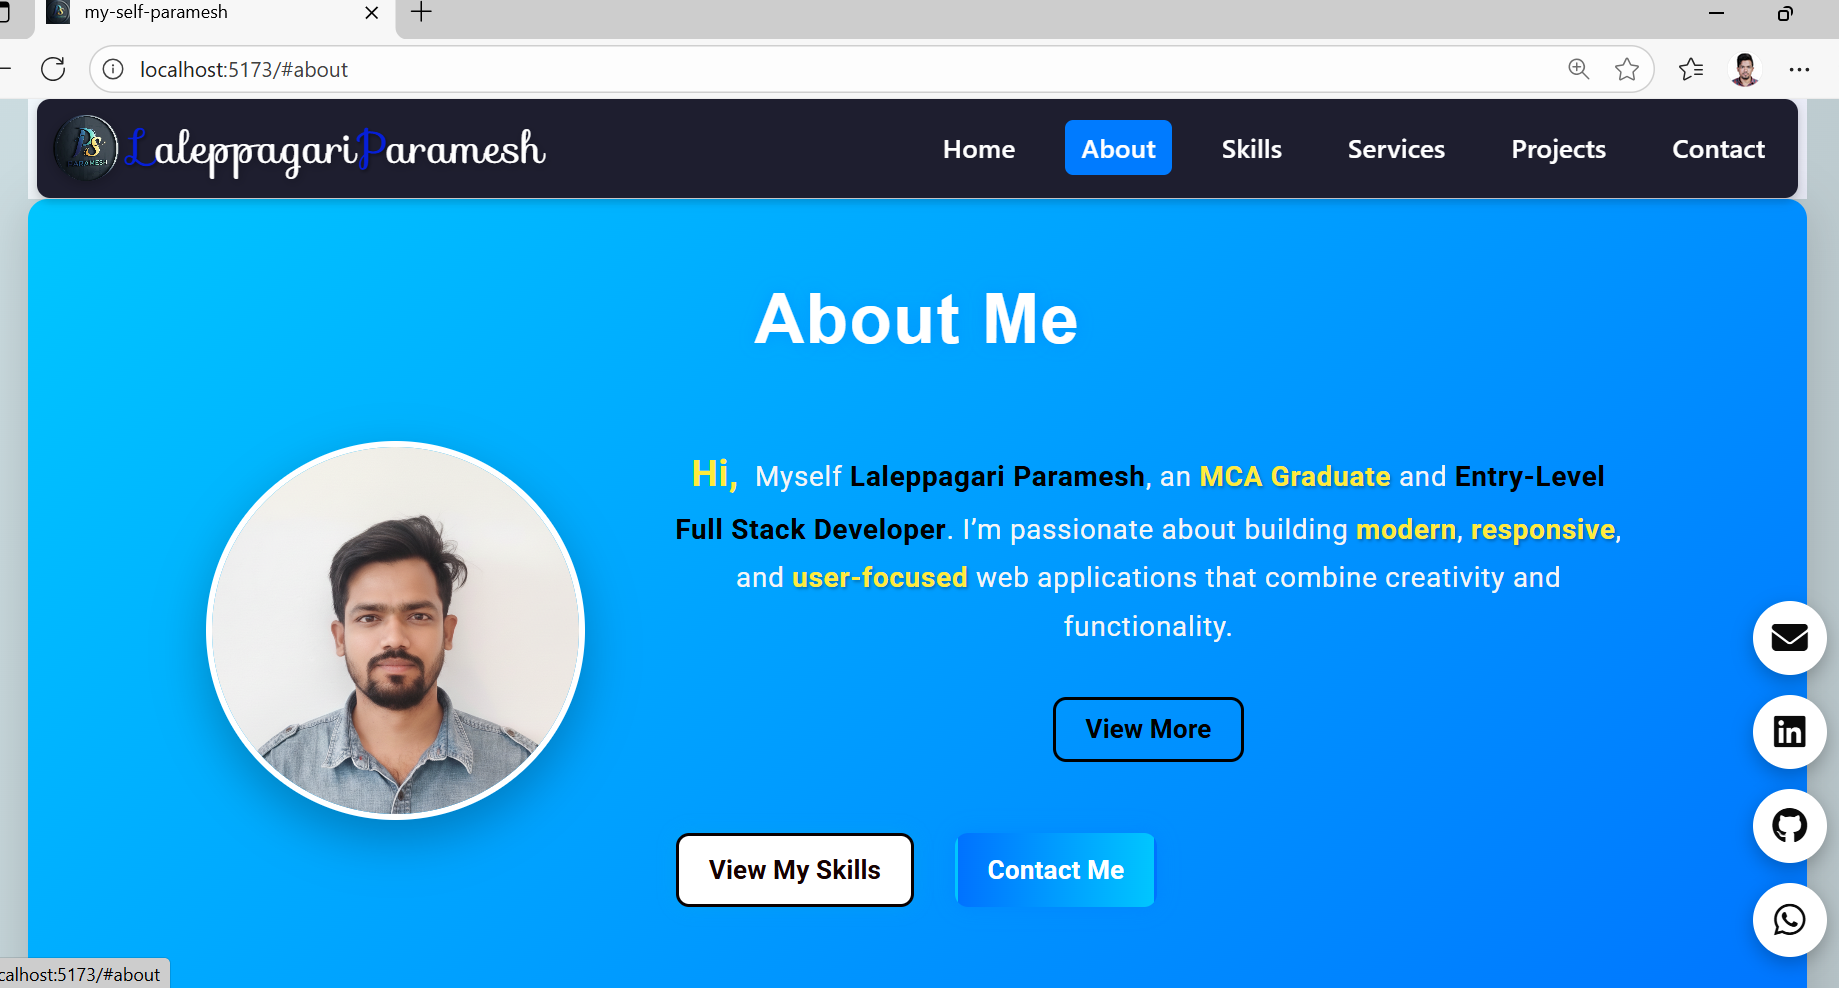 my-self-paramesh
localhost:5173/#about
LaleppagariParamesh
Home About Skills Services Projects Contact
About Me
Hi, Myself Laleppagari Paramesh, an MCA Graduate and Entry-Level
Full Stack Developer. I’m passionate about building modern, responsive,
and user-focused web applications that combine creativity and
functionality.
View More
View My Skills
Contact Me
calhost:5173/#about